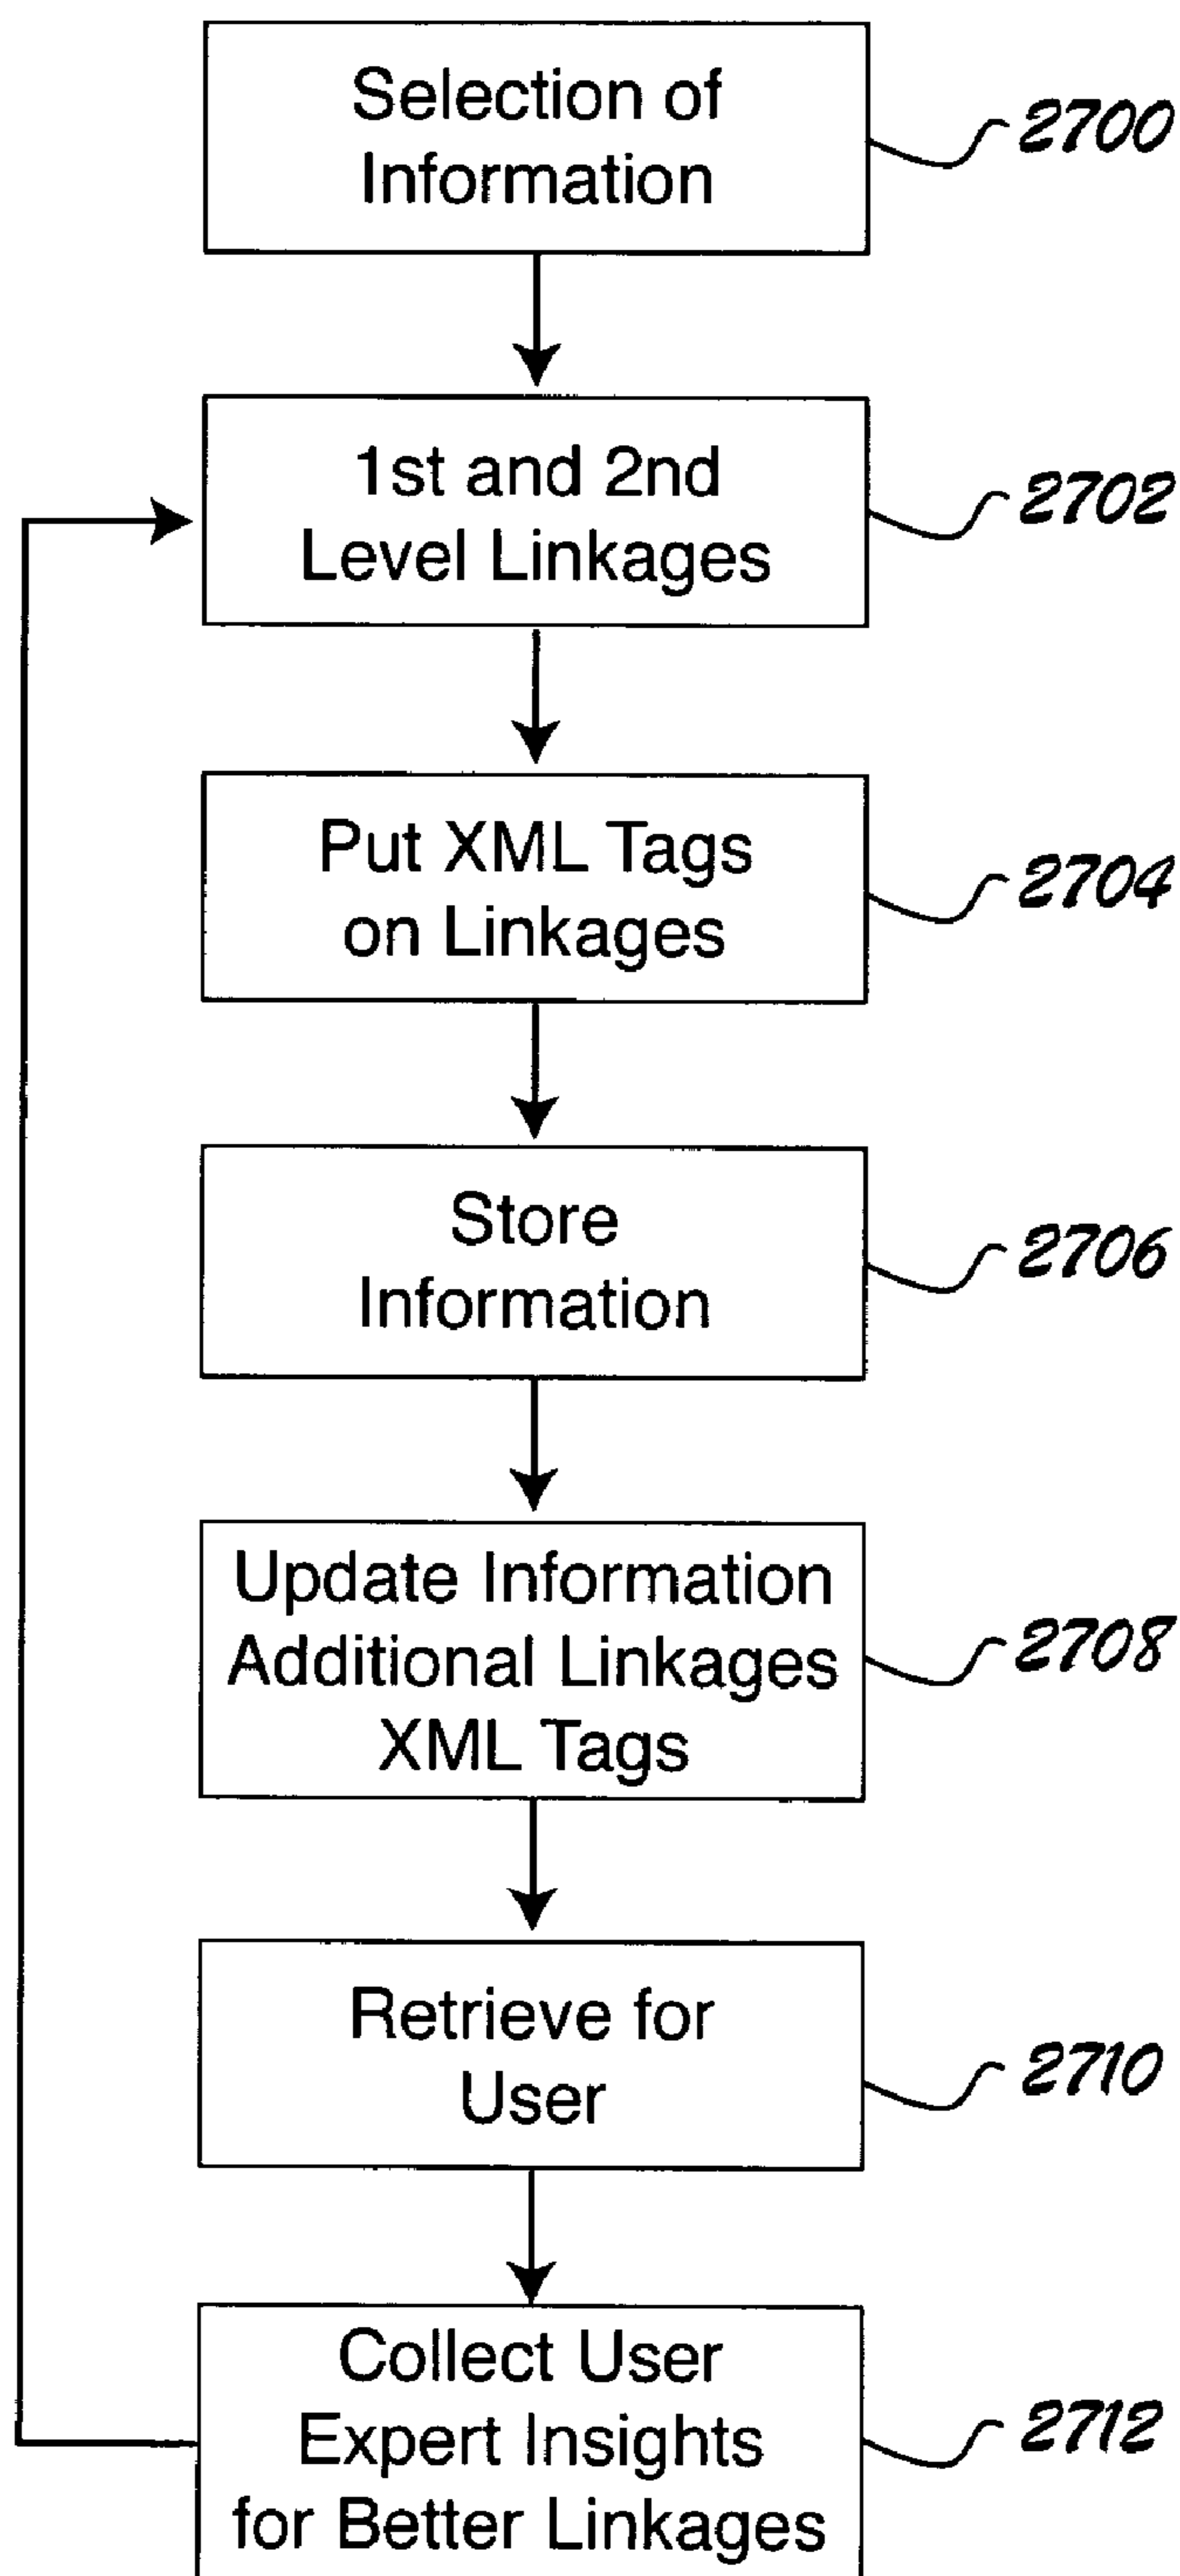 Selection of
Information
2700
1st and 2nd
Level Linkages
2702
Put XML Tags
on Linkages
2704
Store
Information
2706
Update Information
Additional Linkages
XML Tags
2708
Retrieve for
User
2710
Collect User
Expert Insights
for Better Linkages
2712